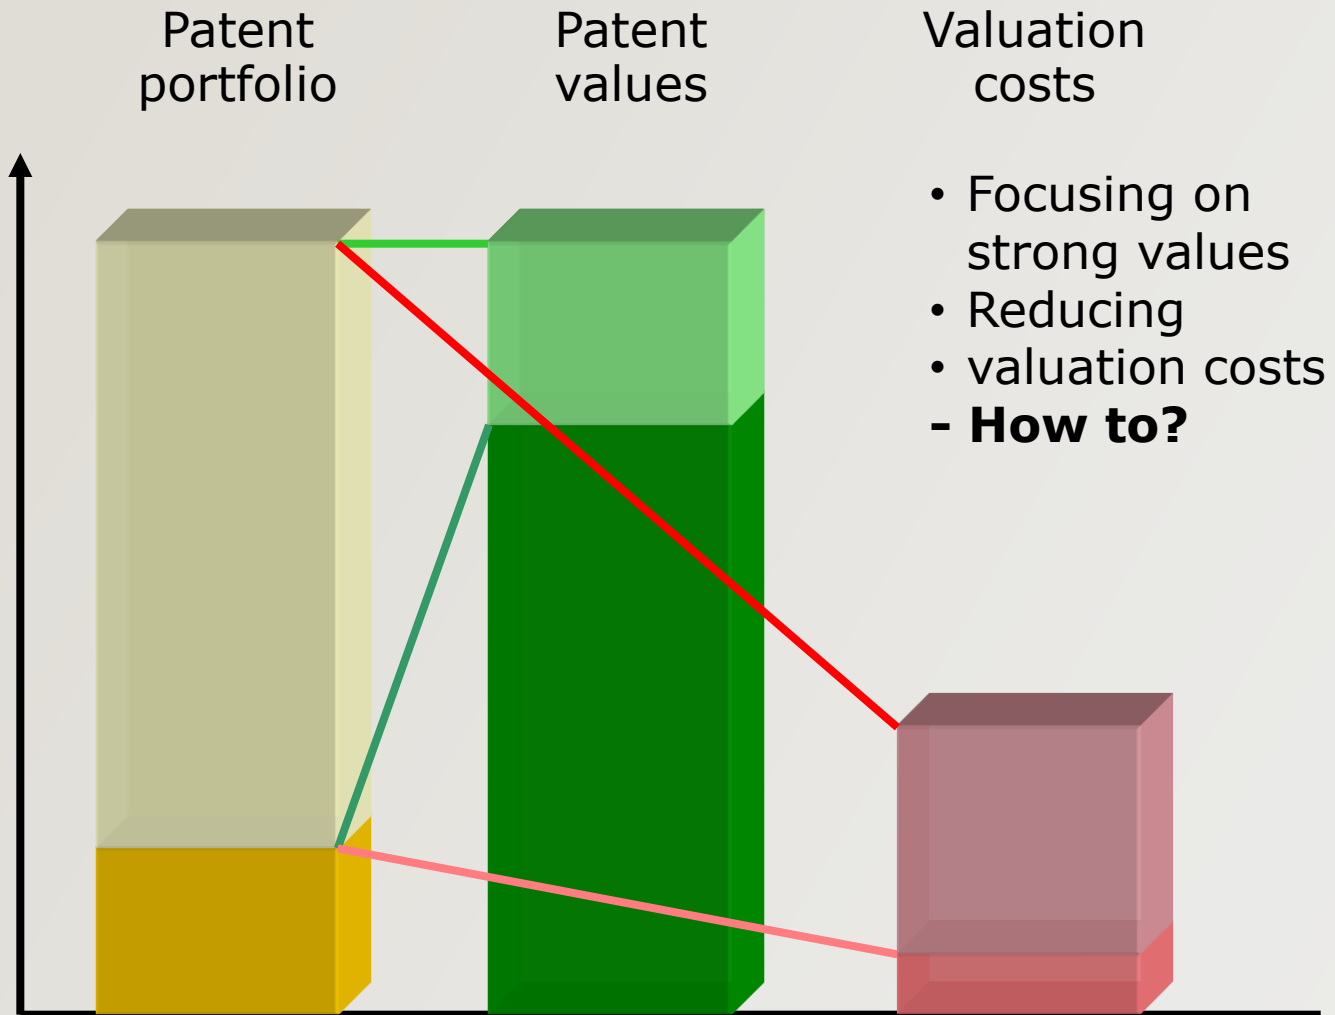 Patent
portfolio
Patent
values
Valuation
costs
• Focusing on
strong values
• Reducing
• valuation costs
- How to?